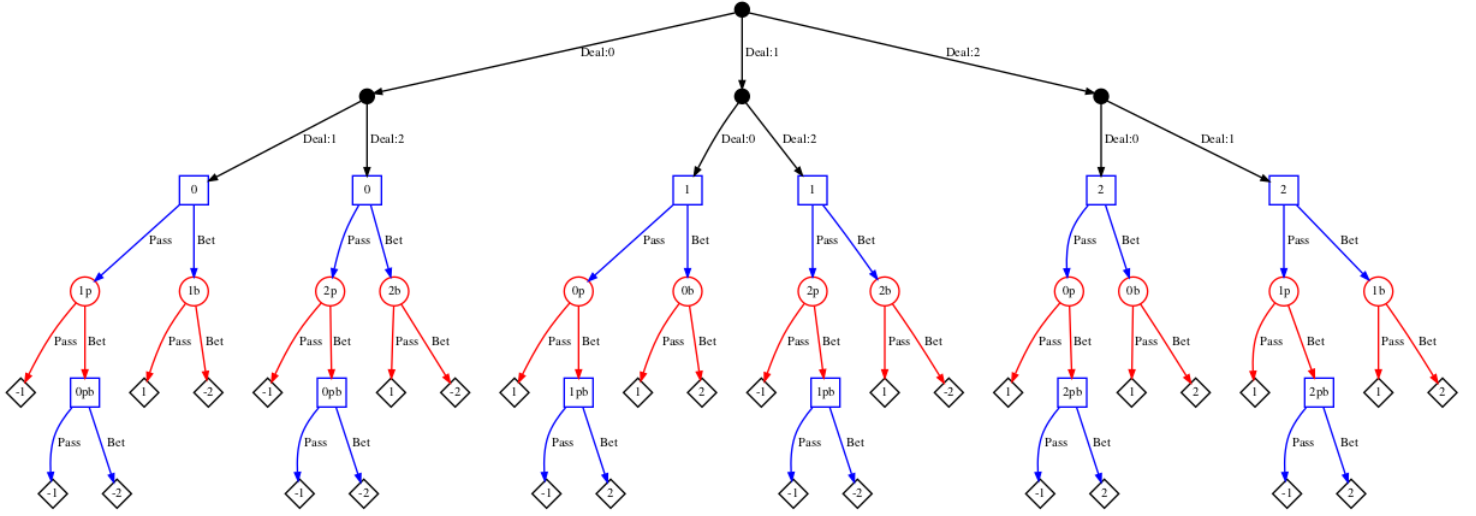 Deal:0 Deal:1 Deal:2
Deal:1 Deal:2 Deal:0 Deal:2 Deal:0 Deal:1
0 0 1 1 2 2
Pass Bet Pass Bet Pass Bet Pass Bet Pass Bet Pass Bet
1p 1b 2p 2b 0p 0b 2p 2b 0p 0b 1p 1b
Pass Bet Pass Bet Pass Bet Pass Bet Pass Bet Pass Bet Pass Bet Pass Bet Pass Bet Pass Bet Pass Bet Pass Bet
-1 0pb 1 -2 -1 0pb 1 -2 1 1pb 1 2 -1 1pb 1 -2 1 2pb 1 2 1 2pb 1 2
Pass Bet Pass Bet Pass Bet Pass Bet Pass Bet Pass Bet
-1 -2 -1 -2 -1 2 -1 -2 -1 2 -1 2